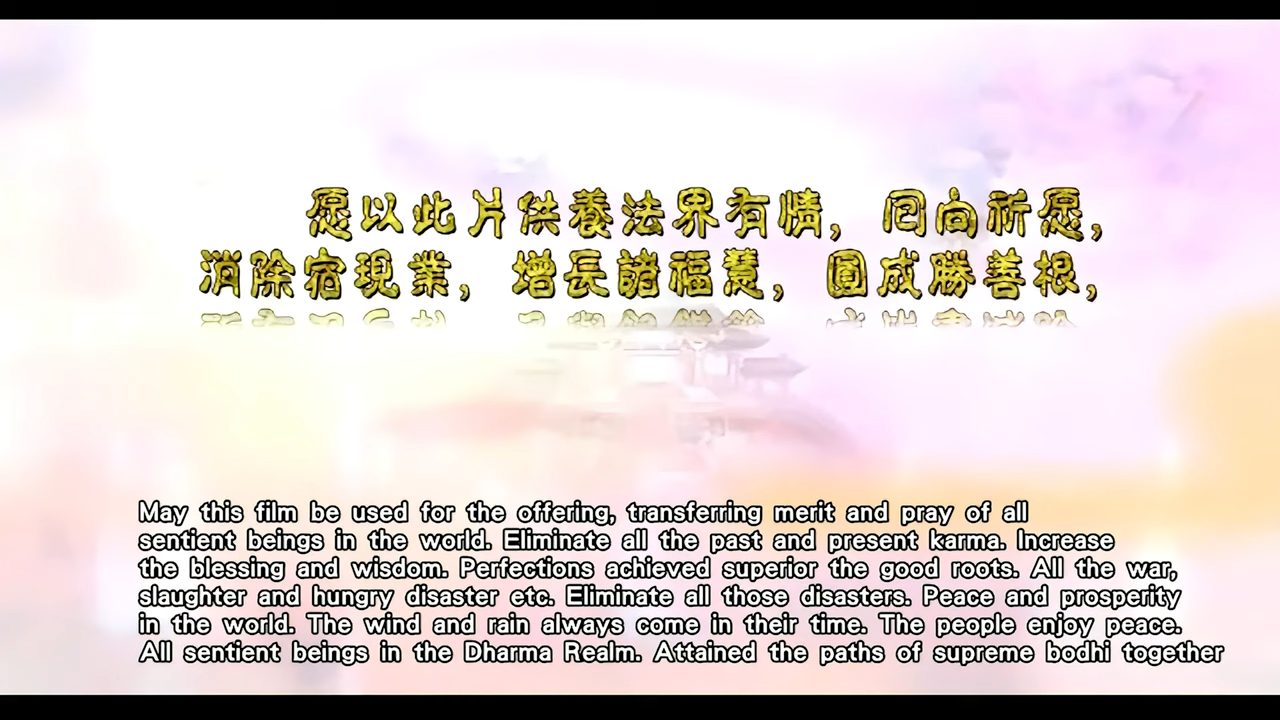 愿以此片供養法界有情，回向祈愿，
消除宿現業，增長諸福慧，圓成勝善根，
May this film be used for the offering, transferring merit and pray of all
sentient beings in the world. Eliminate all the past and present karma. Increase
the blessing and wisdom. Perfections achieved superior the good roots. All the war,
slaughter and hungry disaster etc. Eliminate all those disasters. Peace and prosperity
in the world. The wind and rain always come in their time. The people enjoy peace.
All sentient beings in the Dharma Realm. Attained the paths of supreme bodhi together